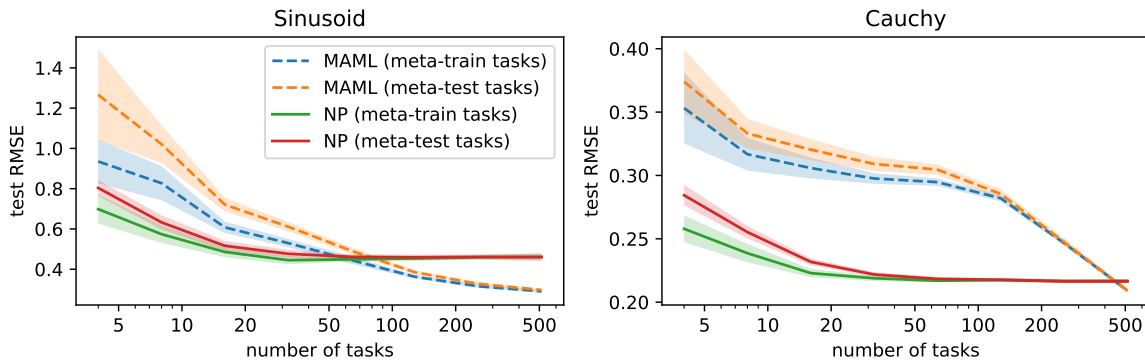 Sinusoid
test RMSE
1.4
1.2
1.0
0.8
0.6
0.4
MAML (meta-train tasks)
MAML (meta-test tasks)
NP (meta-train tasks)
NP (meta-test tasks)
5 10 20 50 100 200 500
number of tasks
Cauchy
test RMSE
0.40
0.35
0.30
0.25
0.20
5 10 20 50 100 200 500
number of tasks